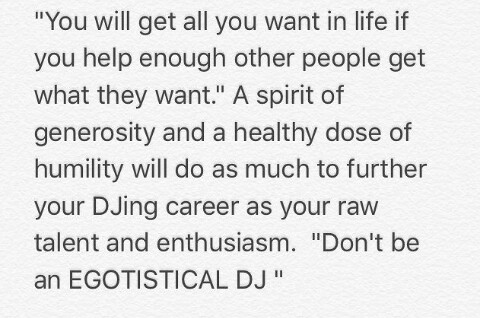 "You will get all you want in life if
you help enough other people get
what they want." A spirit of
generosity and a healthy dose of
humility will do as much to further
your DJing career as your raw
talent and enthusiasm.  "Don't be
an EGOTISTICAL DJ "